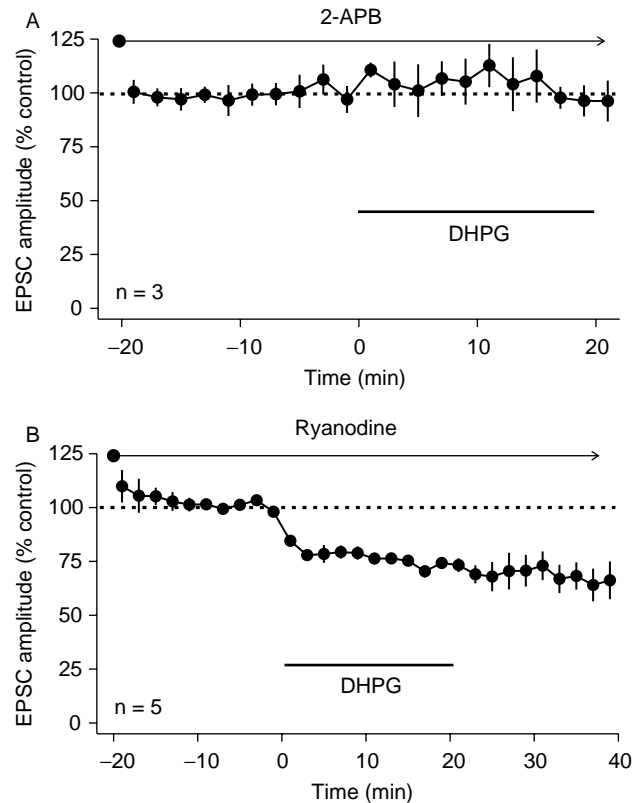 A
2-APB
125
100
75
50
25
0
EPSC amplitude (% control)
DHPG
n = 3
−20 −10 0 10 20
Time (min)
B
Ryanodine
125
100
75
50
25
0
EPSC amplitude (% control)
DHPG
n = 5
−20 −10 0 10 20 30 40
Time (min)